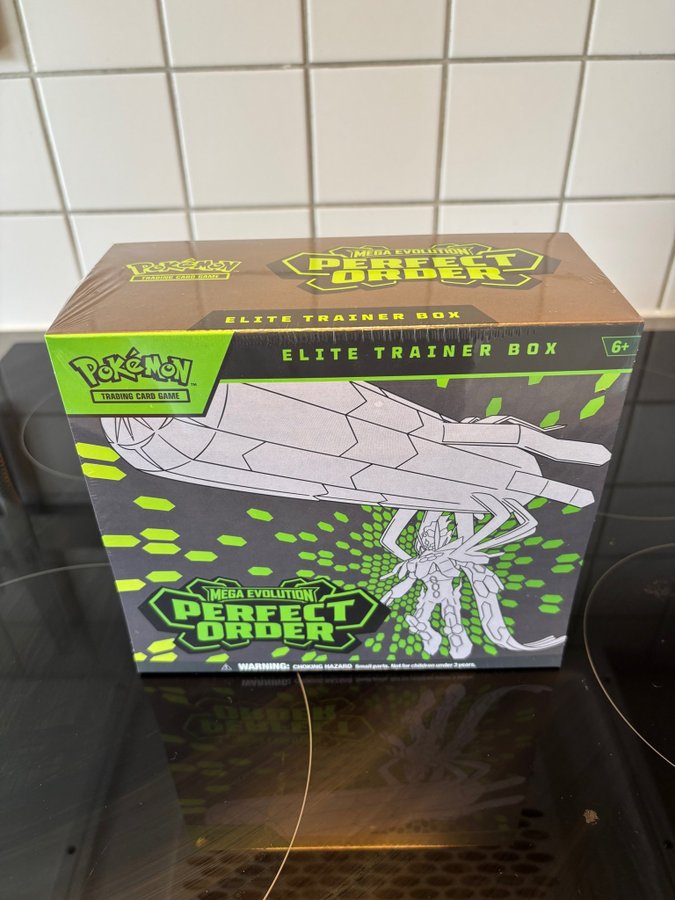 Pokémon
TRADING CARD GAME
MEGA EVOLUTION
PERFECT
ORDER
ELITE TRAINER BOX
ELITE TRAINER BOX
6+
Pokémon™
TRADING CARD GAME
MEGA EVOLUTION
PERFECT
ORDER
WARNING: CHOKING HAZARD Small parts. Not for children under 3 years.